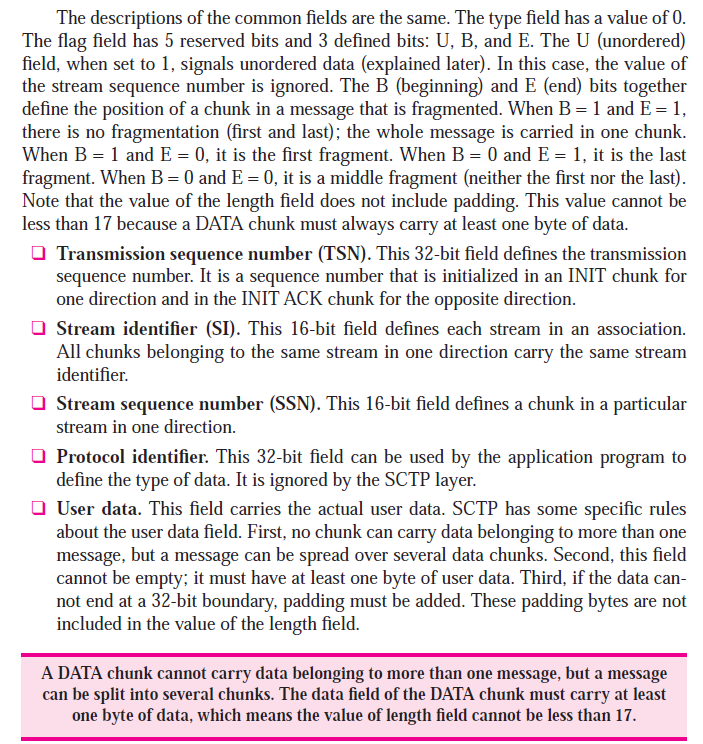 The descriptions of the common fields are the same. The type field has a value of 0.
The flag field has 5 reserved bits and 3 defined bits: U, B, and E. The U (unordered)
field, when set to 1, signals unordered data (explained later). In this case, the value of
the stream sequence number is ignored. The B (beginning) and E (end) bits together
define the position of a chunk in a message that is fragmented. When B = 1 and E = 1,
there is no fragmentation (first and last); the whole message is carried in one chunk.
When B = 1 and E = 0, it is the first fragment. When B = 0 and E = 1, it is the last
fragment. When B = 0 and E = 0, it is a middle fragment (neither the first nor the last).
Note that the value of the length field does not include padding. This value cannot be
less than 17 because a DATA chunk must always carry at least one byte of data.
❑ Transmission sequence number (TSN). This 32-bit field defines the transmission
sequence number. It is a sequence number that is initialized in an INIT chunk for
one direction and in the INIT ACK chunk for the opposite direction.
❑ Stream identifier (SI). This 16-bit field defines each stream in an association.
All chunks belonging to the same stream in one direction carry the same stream
identifier.
❑ Stream sequence number (SSN). This 16-bit field defines a chunk in a particular
stream in one direction.
❑ Protocol identifier. This 32-bit field can be used by the application program to
define the type of data. It is ignored by the SCTP layer.
❑ User data. This field carries the actual user data. SCTP has some specific rules
about the user data field. First, no chunk can carry data belonging to more than one
message, but a message can be spread over several data chunks. Second, this field
cannot be empty; it must have at least one byte of user data. Third, if the data can-
not end at a 32-bit boundary, padding must be added. These padding bytes are not
included in the value of the length field.
A DATA chunk cannot carry data belonging to more than one message, but a message
can be split into several chunks. The data field of the DATA chunk must carry at least
one byte of data, which means the value of length field cannot be less than 17.